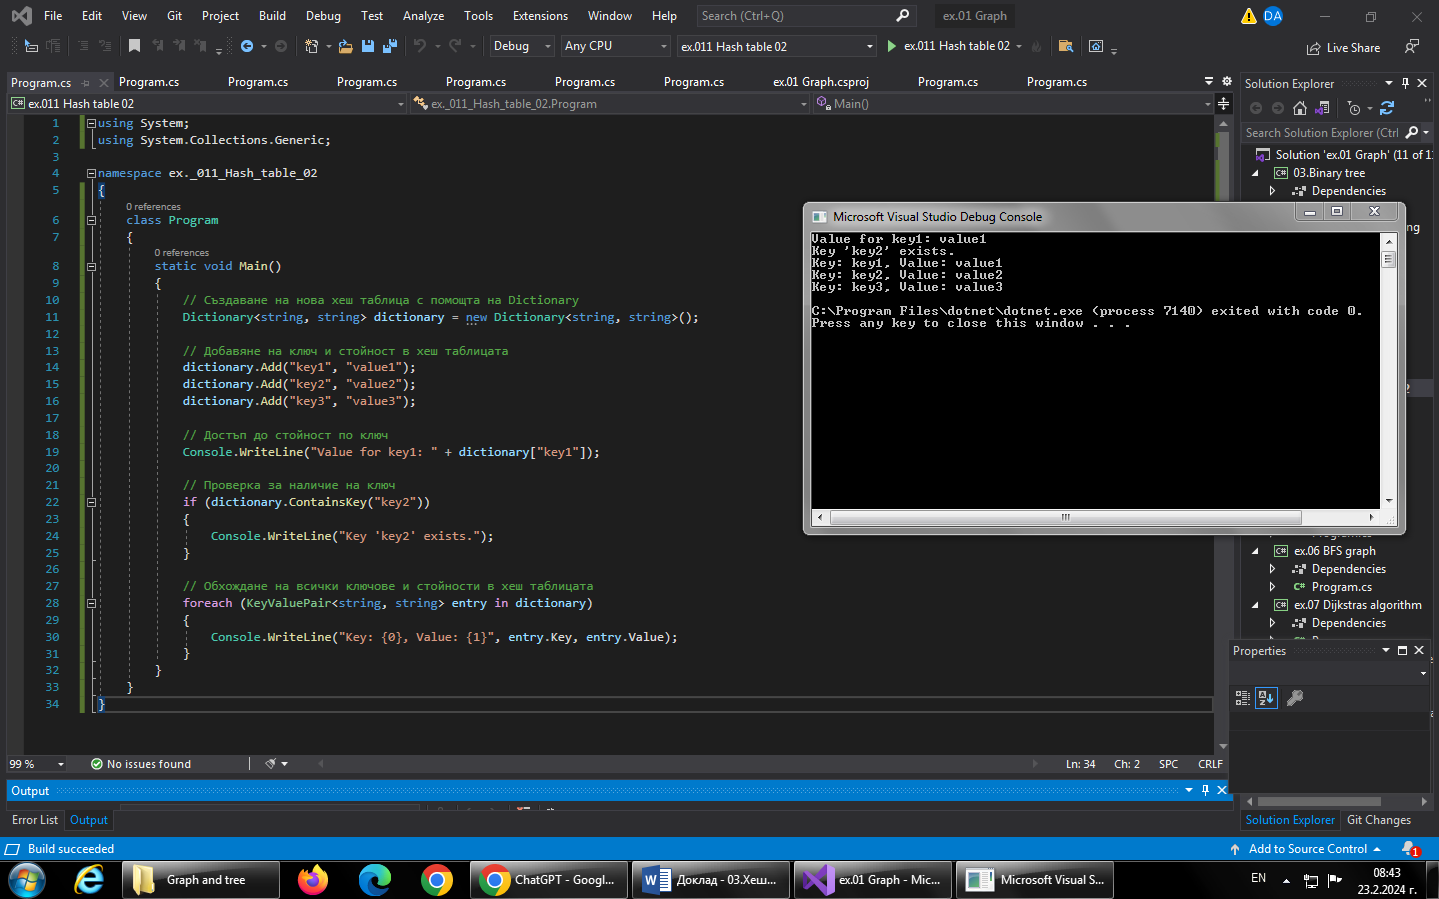 File Edit View Git Project Build Debug Test Analyze Tools Extensions Window Help Search (Ctrl+Q) ex.01 Graph DA
Debug Any CPU ex.011 Hash table 02 ex.011 Hash table 02 Live Share
Program.cs Program.cs Program.cs Program.cs Program.cs Program.cs Program.cs ex.01 Graph.csproj Program.cs Program.cs
ex.011 Hash table 02 ex._011_Hash_table_02.Program Main()
1 using System;
2 using System.Collections.Generic;
3
4 namespace ex._011_Hash_table_02
5 {
0 references
6 class Program
7 {
0 references
8 static void Main()
9 {
10 // Създаване на нова хеш таблица с помощта на Dictionary
11 Dictionary<string, string> dictionary = new Dictionary<string, string>();
12
13 // Добавяне на ключ и стойност в хеш таблицата
14 dictionary.Add("key1", "value1");
15 dictionary.Add("key2", "value2");
16 dictionary.Add("key3", "value3");
17
18 // Достъп до стойност по ключ
19 Console.WriteLine("Value for key1: " + dictionary["key1"]);
20
21 // Проверка за наличие на ключ
22 if (dictionary.ContainsKey("key2"))
23 {
24 Console.WriteLine("Key 'key2' exists.");
25 }
26
27 // Обхождане на всички ключове и стойности в хеш таблицата
28 foreach (KeyValuePair<string, string> entry in dictionary)
29 {
30 Console.WriteLine("Key: {0}, Value: {1}", entry.Key, entry.Value);
31 }
32 }
33 }
34 }
99 % No issues found Ln: 34 Ch: 2 SPC CRLF
Output
Error List Output
Microsoft Visual Studio Debug Console
Value for key1: value1
Key 'key2' exists.
Key: key1, Value: value1
Key: key2, Value: value2
Key: key3, Value: value3
C:\Program Files\dotnet\dotnet.exe (process 7140) exited with code 0.
Press any key to close this window . . .
Solution Explorer
Search Solution Explorer (Ctrl
Solution 'ex.01 Graph' (11 of 1
03.Binary tree
Dependencies
ng
2
Program.cs
ex.06 BFS graph
Dependencies
Program.cs
ex.07 Dijkstras algorithm
Dependencies
Properties
Solution Explorer Git Changes
Build succeeded Add to Source Control 1
Graph and tree ChatGPT - Googl... Доклад - 03.Хеш... ex.01 Graph - Mic... Microsoft Visual S... EN 08:43
23.2.2024 г.